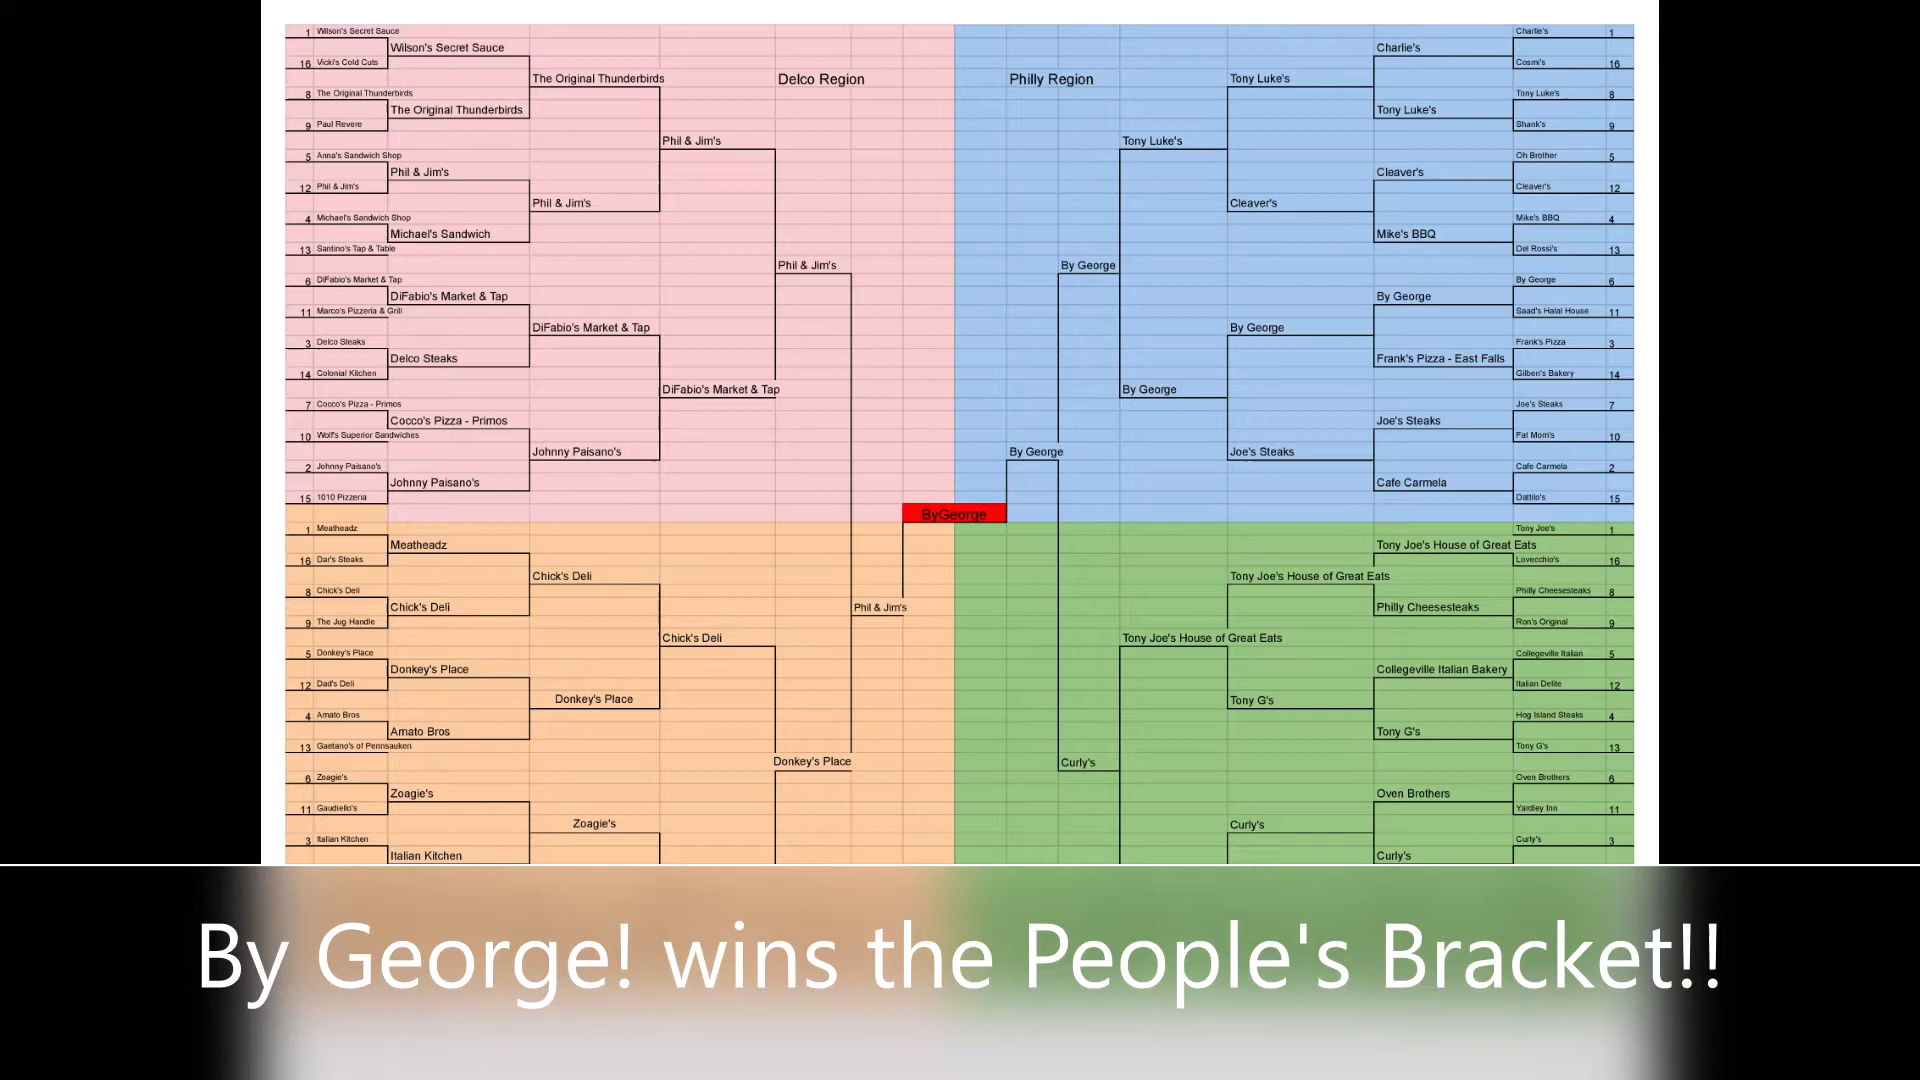 1 Wilson's Secret Sauce
Wilson's Secret Sauce
16 Vicki's Cold Cuts
The Original Thunderbirds
8 The Original Thunderbirds
The Original Thunderbirds
9 Paul Revere
Phil & Jim's
5 Anna's Sandwich Shop
Phil & Jim's
12 Phil & Jim's
Phil & Jim's
4 Michael's Sandwich Shop
Michael's Sandwich
13 Santino's Tap & Table
Phil & Jim's
6 DiFabio's Market & Tap
DiFabio's Market & Tap
11 Marco's Pizzeria & Grill
DiFabio's Market & Tap
3 Delco Steaks
Delco Steaks
14 Colonial Kitchen
DiFabio's Market & Tap
7 Cocco's Pizza - Primos
Cocco's Pizza - Primos
10 Wolf's Superior Sandwiches
Johnny Paisano's
2 Johnny Paisano's
Johnny Paisano's
15 1010 Pizzeria
Delco Region
Philly Region
Charlie's 1
Charlie's
Cosmi's 16
Tony Luke's
Tony Luke's 8
Tony Luke's
Shank's 9
Tony Luke's
Oh Brother 5
Cleaver's
Cleaver's 12
Cleaver's
Mike's BBQ 4
Mike's BBQ
Del Rossi's 13
By George
By George 6
By George
Saad's Halal House 11
By George
Frank's Pizza 3
Frank's Pizza - East Falls
Gilben's Bakery 14
By George
Joe's Steaks 7
Joe's Steaks
Fat Mom's 10
Joe's Steaks
By George
Cafe Carmela 2
Cafe Carmela
Dattilo's 15
ByGeorge
1 Meatheadz
Meatheadz
16 Dar's Steaks
Chick's Deli
8 Chick's Deli
Chick's Deli
9 The Jug Handle
Phil & Jim's
Chick's Deli
5 Donkey's Place
Donkey's Place
12 Dad's Deli
Donkey's Place
4 Amato Bros
Amato Bros
13 Gaetano's of Pennsauken
Donkey's Place
6 Zoagie's
Zoagie's
11 Gaudiello's
Zoagie's
3 Italian Kitchen
Italian Kitchen
Tony Joe's 1
Tony Joe's House of Great Eats
Lovecchio's 16
Tony Joe's House of Great Eats
Philly Cheesesteaks 8
Philly Cheesesteaks
Ron's Original 9
Tony Joe's House of Great Eats
Collegeville Italian 5
Collegeville Italian Bakery
Italian Delite 12
Tony G's
Hog Island Steaks 4
Tony G's
Tony G's 13
Curly's
Oven Brothers 6
Oven Brothers
Yardley Inn 11
Curly's
Curly's 3
Curly's
By George! wins the People's Bracket!!